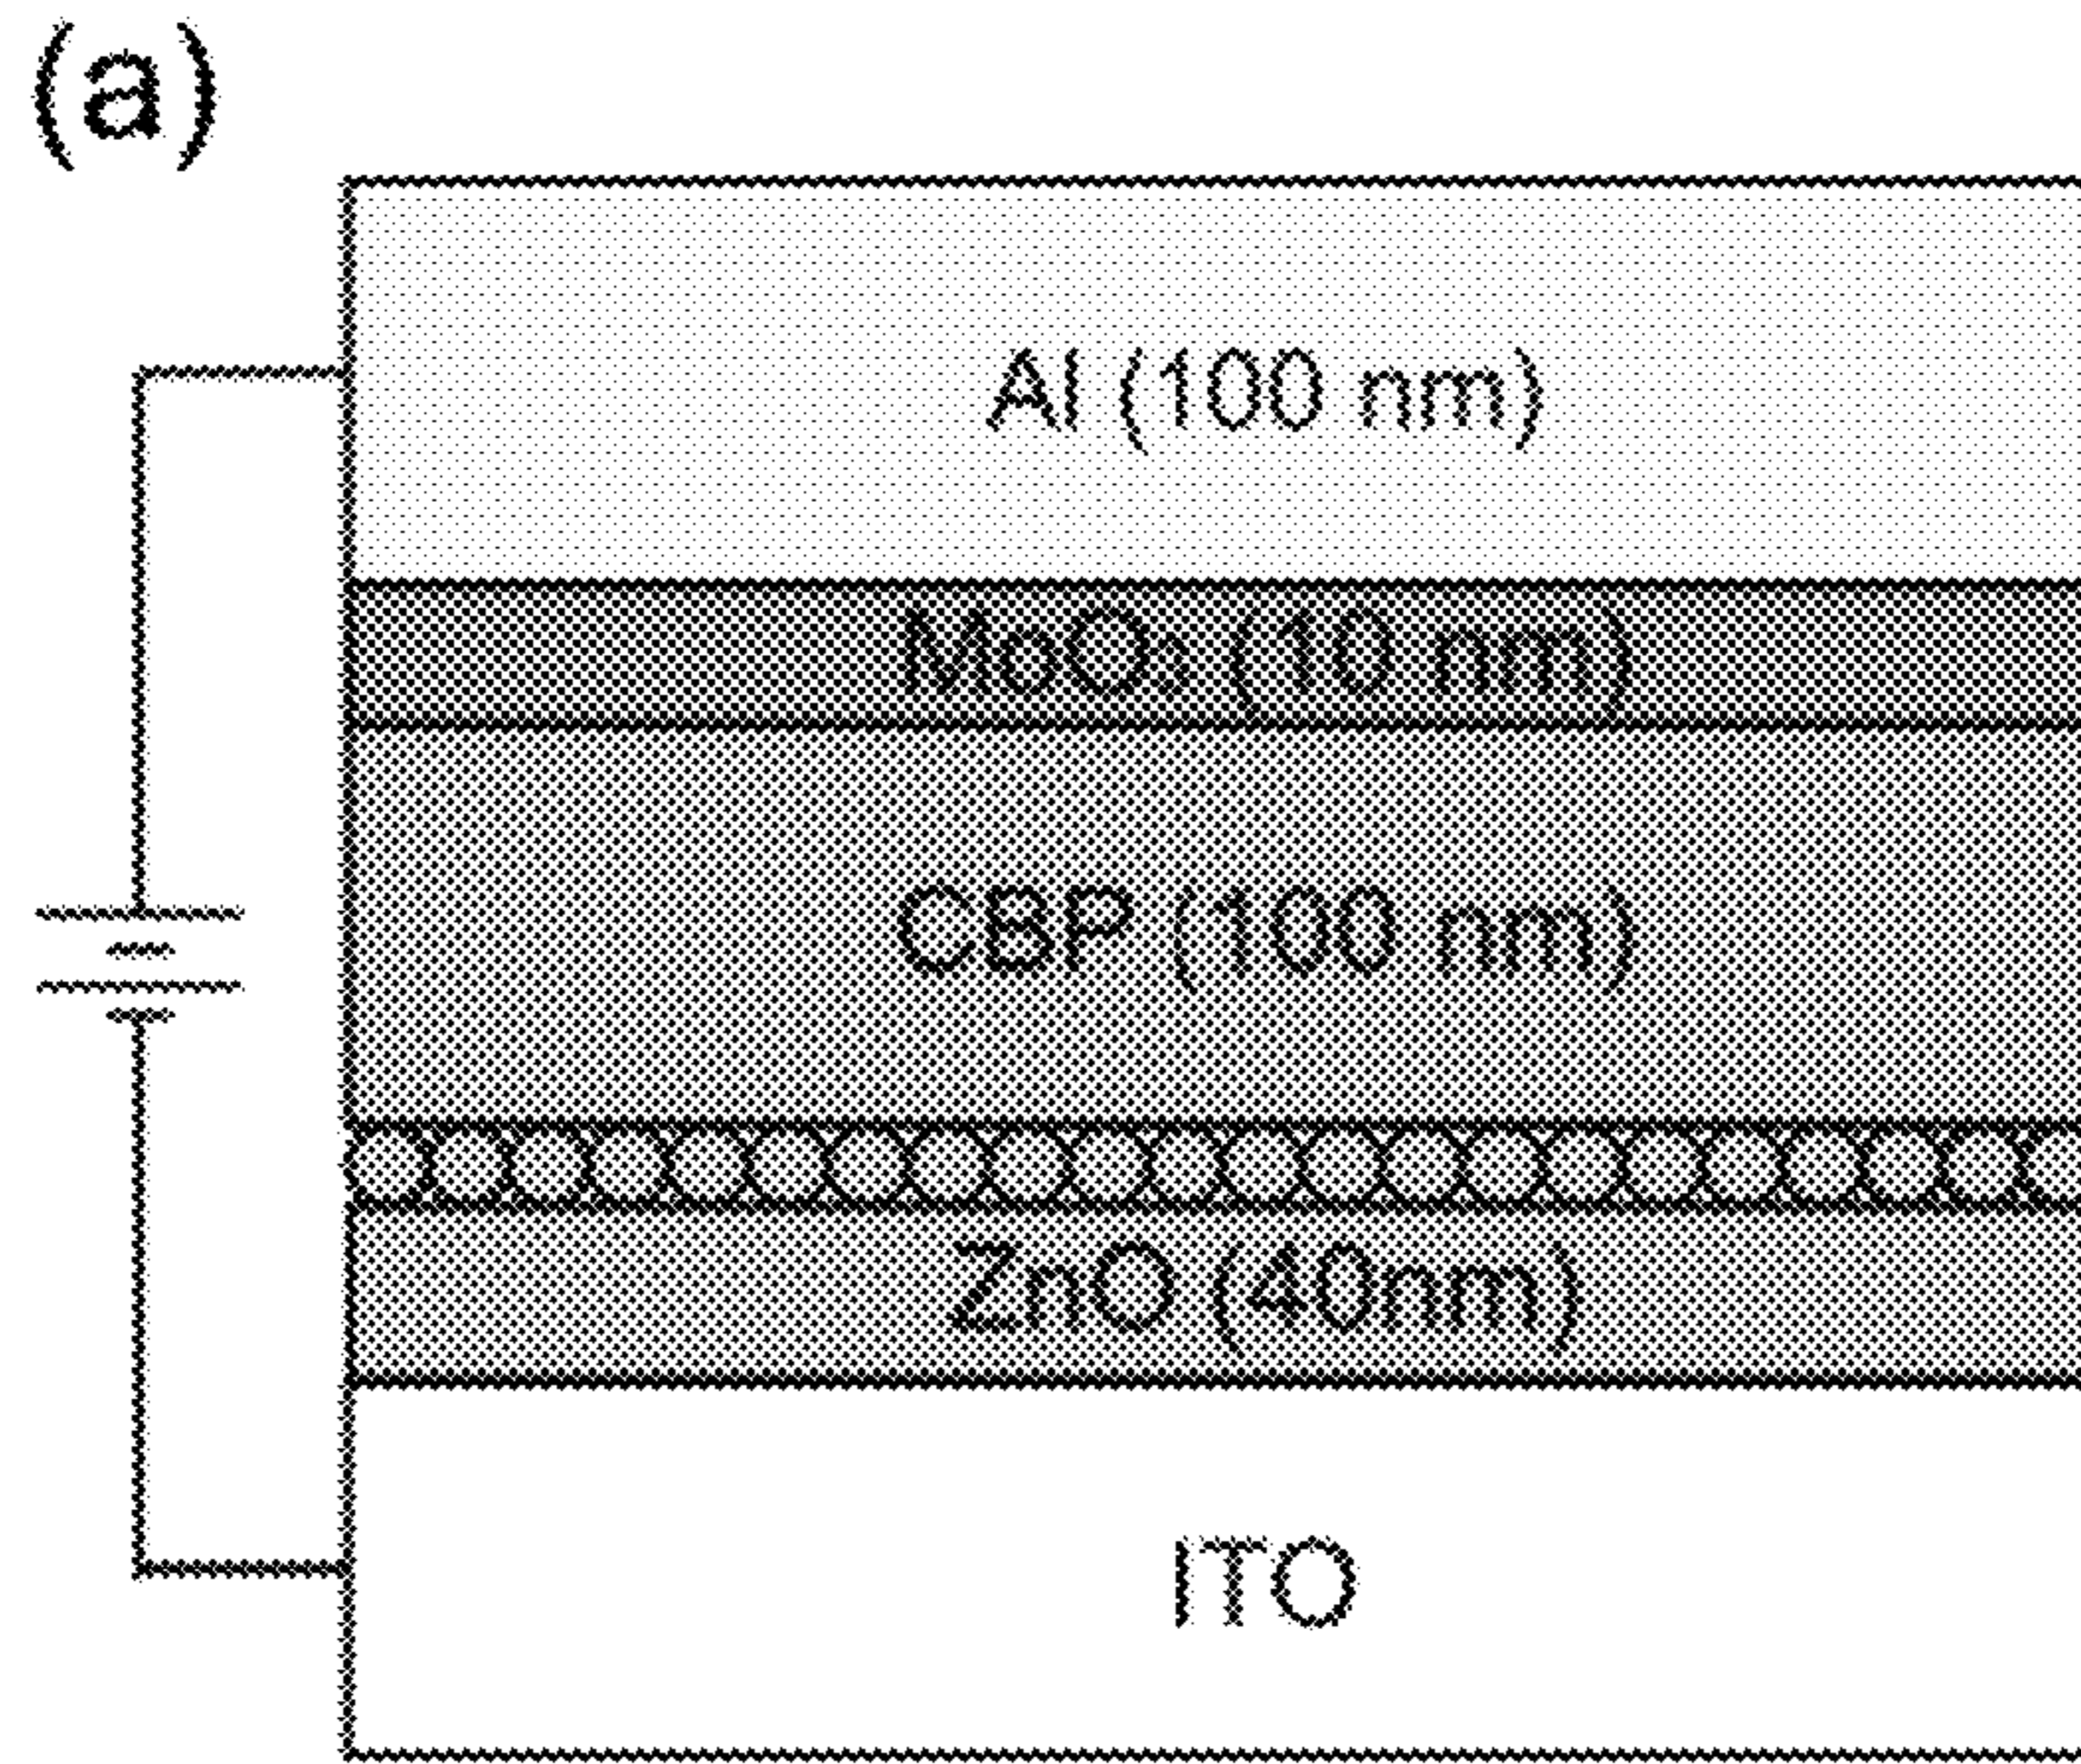 (a)
Al (100 nm)
MoO₃ (10 nm)
CBP (100 nm)
ZnO (40nm)
ITO